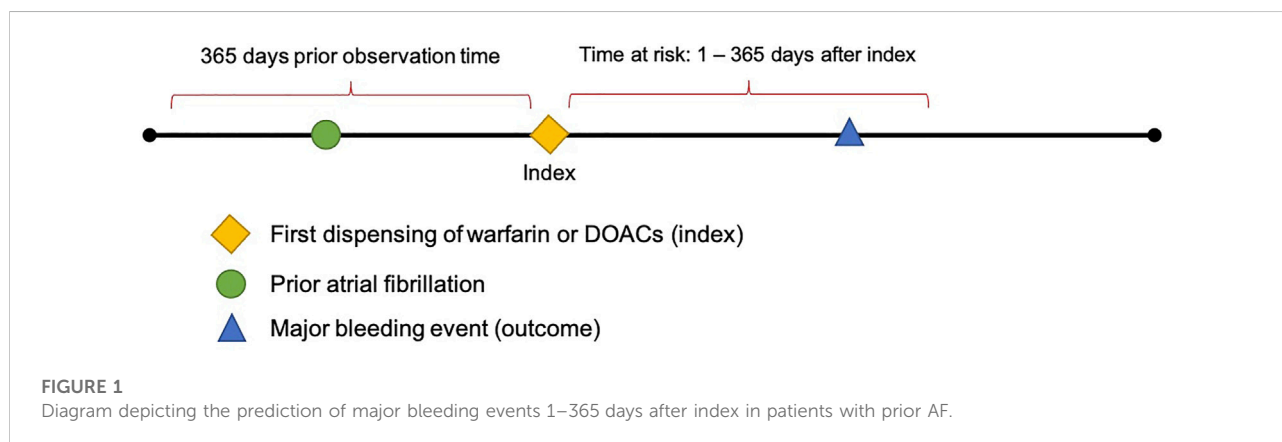 365 days prior observation time
Time at risk: 1 – 365 days after index
Index
First dispensing of warfarin or DOACs (index)
Prior atrial fibrillation
Major bleeding event (outcome)
FIGURE 1
Diagram depicting the prediction of major bleeding events 1–365 days after index in patients with prior AF.